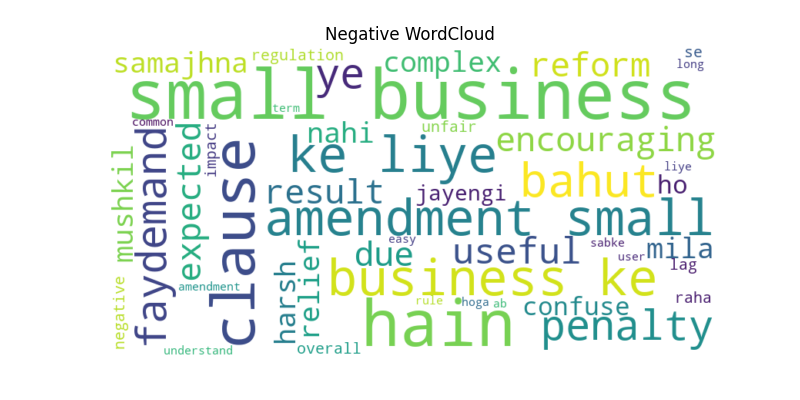 Negative WordCloud
samajhna regulation ye complex reform se long
small business
term
common nahi unfair encouraging
mushkil faydemand expected impact clause ke liye bahut liye ho
result jayengi
amendment small
easy sabke user mila
due useful lag
negative amendment harsh relief business ke raha
rule hoga ab confuse
hain penalty
understand overall